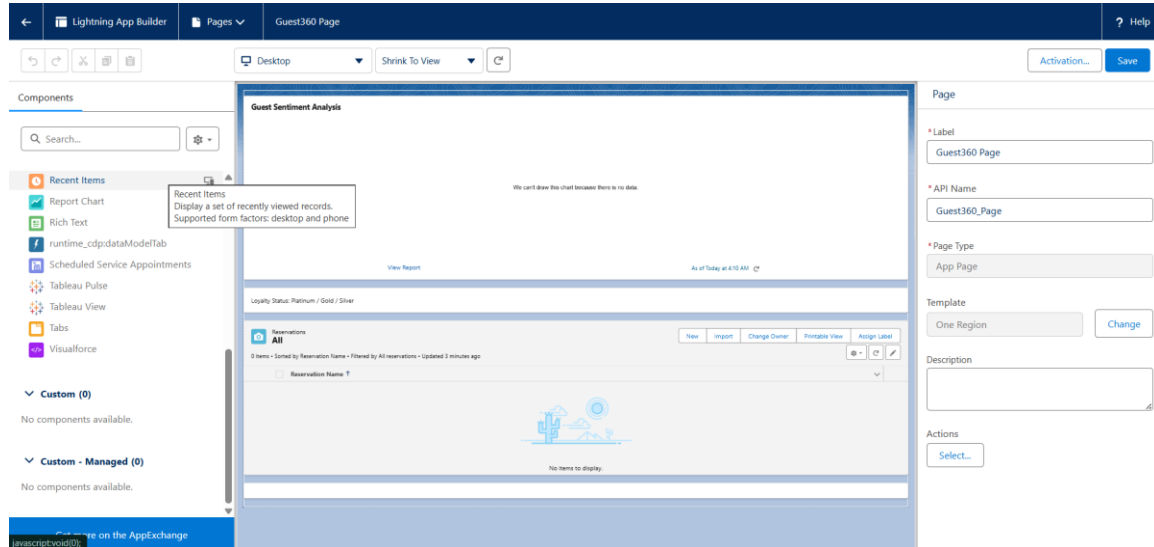 Lightning App Builder
Pages
Guest360 Page
? Help
Desktop
Shrink To View
Activation...
Save
Components
Search...
Recent Items
Report Chart
Rich Text
runtime_cdp:dataModelTab
Scheduled Service Appointments
Tableau Pulse
Tableau View
Tabs
Visualforce
Custom (0)
No components available.
Custom - Managed (0)
No components available.
Get more on the AppExchange
javascript:void(0);
Recent Items
Display a set of recently viewed records.
Supported form factors: desktop and phone
Guest Sentiment Analysis
We can't draw this chart because there is no data.
View Report
As of Today at 4:10 AM
Loyalty Status: Platinum / Gold / Silver
Reservations
All
New
Import
Change Owner
Printable View
Assign Label
0 items • Sorted by Reservation Name • Filtered by All reservations • Updated 3 minutes ago
Reservation Name ↑
No items to display.
Page
*Label
Guest360 Page
*API Name
Guest360_Page
*Page Type
App Page
Template
One Region
Change
Description
Actions
Select...